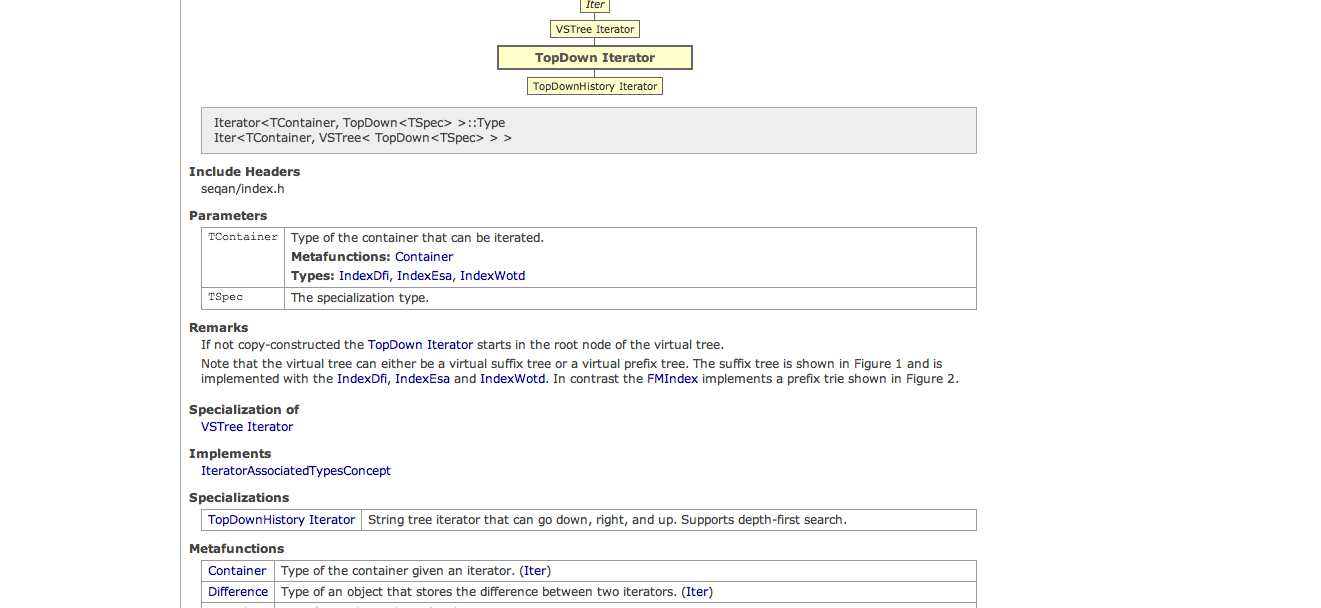 Iter
VSTree Iterator
TopDown Iterator
TopDownHistory Iterator
Iterator<TContainer, TopDown<TSpec> >::Type
Iter<TContainer, VSTree< TopDown<TSpec> > >
Include Headers
seqan/index.h
Parameters
TContainer Type of the container that can be iterated.
Metafunctions: Container
Types: IndexDfi, IndexEsa, IndexWotd
TSpec The specialization type.
Remarks
If not copy-constructed the TopDown Iterator starts in the root node of the virtual tree.
Note that the virtual tree can either be a virtual suffix tree or a virtual prefix tree. The suffix tree is shown in Figure 1 and is
implemented with the IndexDfi, IndexEsa and IndexWotd. In contrast the FMIndex implements a prefix trie shown in Figure 2.
Specialization of
VSTree Iterator
Implements
IteratorAssociatedTypesConcept
Specializations
TopDownHistory Iterator String tree iterator that can go down, right, and up. Supports depth-first search.
Metafunctions
Container Type of the container given an iterator. (Iter)
Difference Type of an object that stores the difference between two iterators. (Iter)